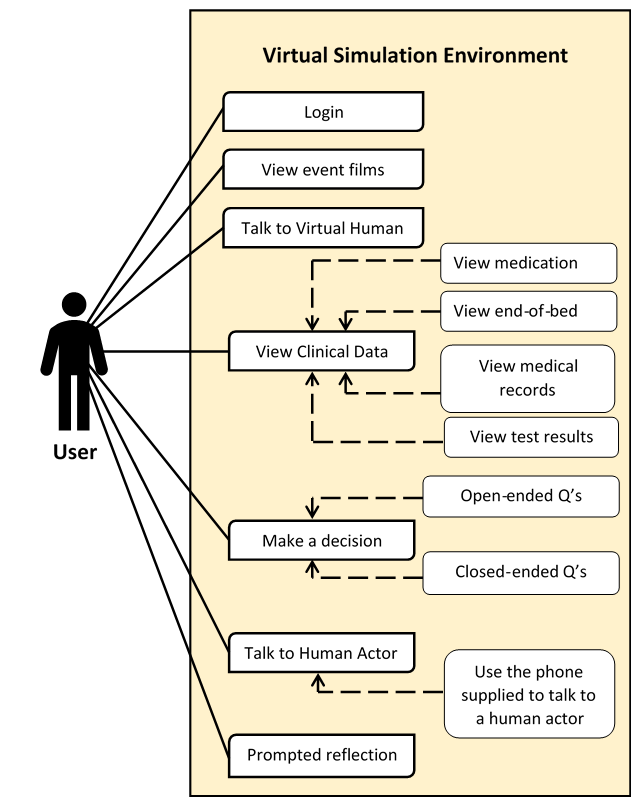 Virtual Simulation Environment
Login
View event films
Talk to Virtual Human
View medication
View end-of-bed
View Clinical Data
View medical
records
View test results
User
Open-ended Q’s
Make a decision
Closed-ended Q’s
Talk to Human Actor
Use the phone
supplied to talk to
a human actor
Prompted reflection